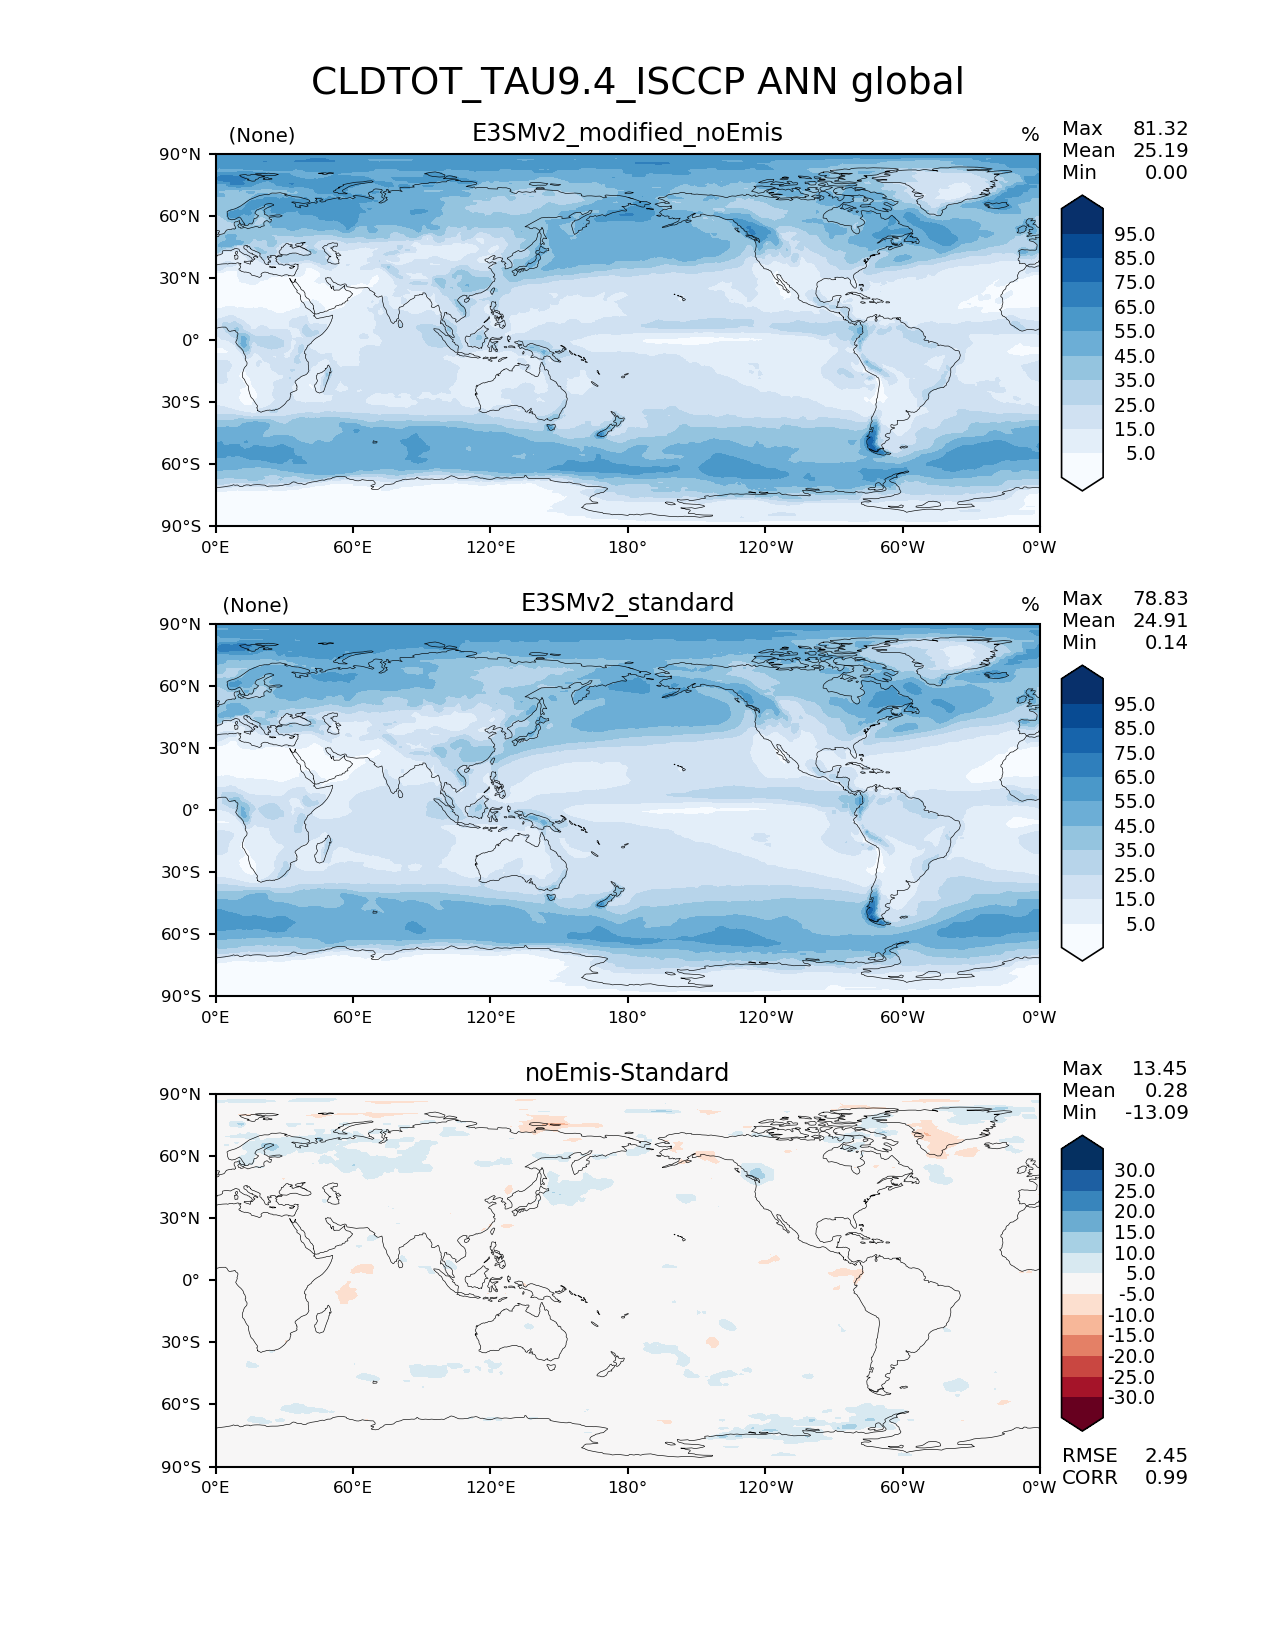 CLDTOT_TAU9.4_ISCCP ANN global
(None) E3SMv2_modified_noEmis %
Max 81.32
Mean 25.19
Min 0.00
90°N
60°N
30°N
0°
30°S
60°S
90°S
0°E 60°E 120°E 180° 120°W 60°W 0°W
95.0
85.0
75.0
65.0
55.0
45.0
35.0
25.0
15.0
5.0
(None) E3SMv2_standard %
Max 78.83
Mean 24.91
Min 0.14
90°N
60°N
30°N
0°
30°S
60°S
90°S
0°E 60°E 120°E 180° 120°W 60°W 0°W
95.0
85.0
75.0
65.0
55.0
45.0
35.0
25.0
15.0
5.0
noEmis-Standard
Max 13.45
Mean 0.28
Min -13.09
90°N
60°N
30°N
0°
30°S
60°S
90°S
0°E 60°E 120°E 180° 120°W 60°W 0°W
30.0
25.0
20.0
15.0
10.0
5.0
-5.0
-10.0
-15.0
-20.0
-25.0
-30.0
RMSE 2.45
CORR 0.99